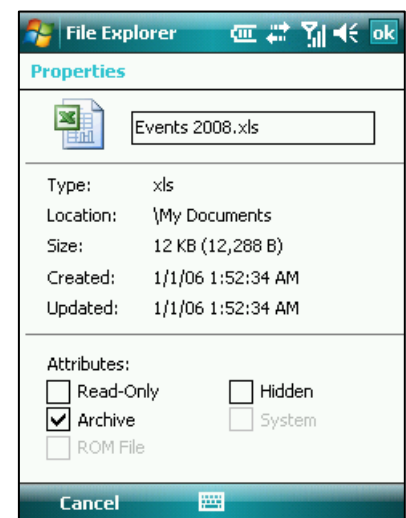 File Explorer ok
Properties
Events 2008.xls
Type: xls
Location: \My Documents
Size: 12 KB (12,288 B)
Created: 1/1/06 1:52:34 AM
Updated: 1/1/06 1:52:34 AM
Attributes:
Read-Only Hidden
Archive System
ROM File
Cancel